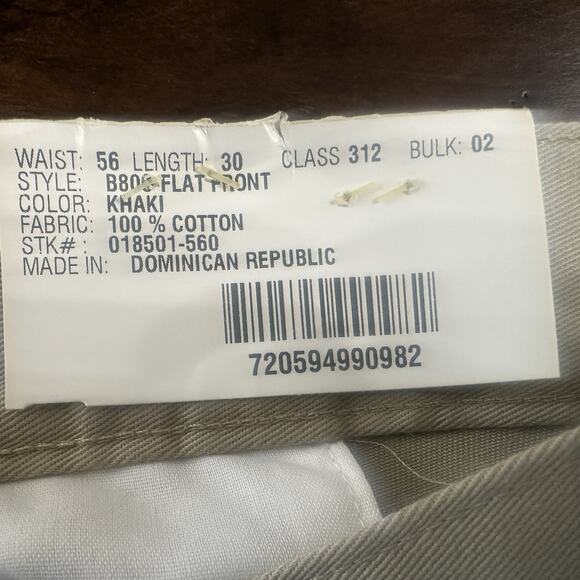 WAIST: 56 LENGTH: 30 CLASS 312 BULK: 02
STYLE: FLAT FRONT
COLOR: KHAKI
FABRIC: 100 % COTTON
STK# : 018501-560
MADE IN: DOMINICAN REPUBLIC
720594990982